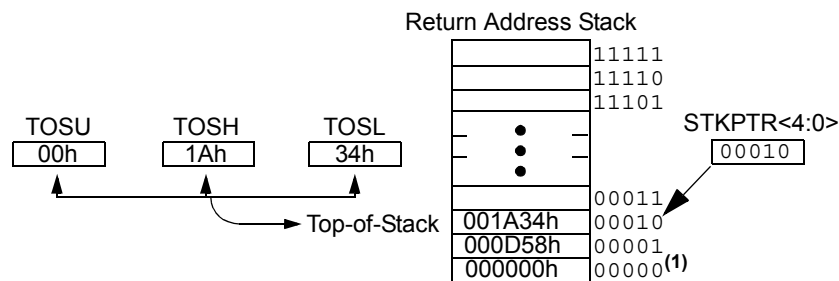 Return Address Stack
11111
11110
11101
TOSU TOSH TOSL
00h 1Ah 34h
STKPTR<4:0>
00010
00011
Top-of-Stack 001A34h 00010
000D58h 00001
000000h 00000(1)